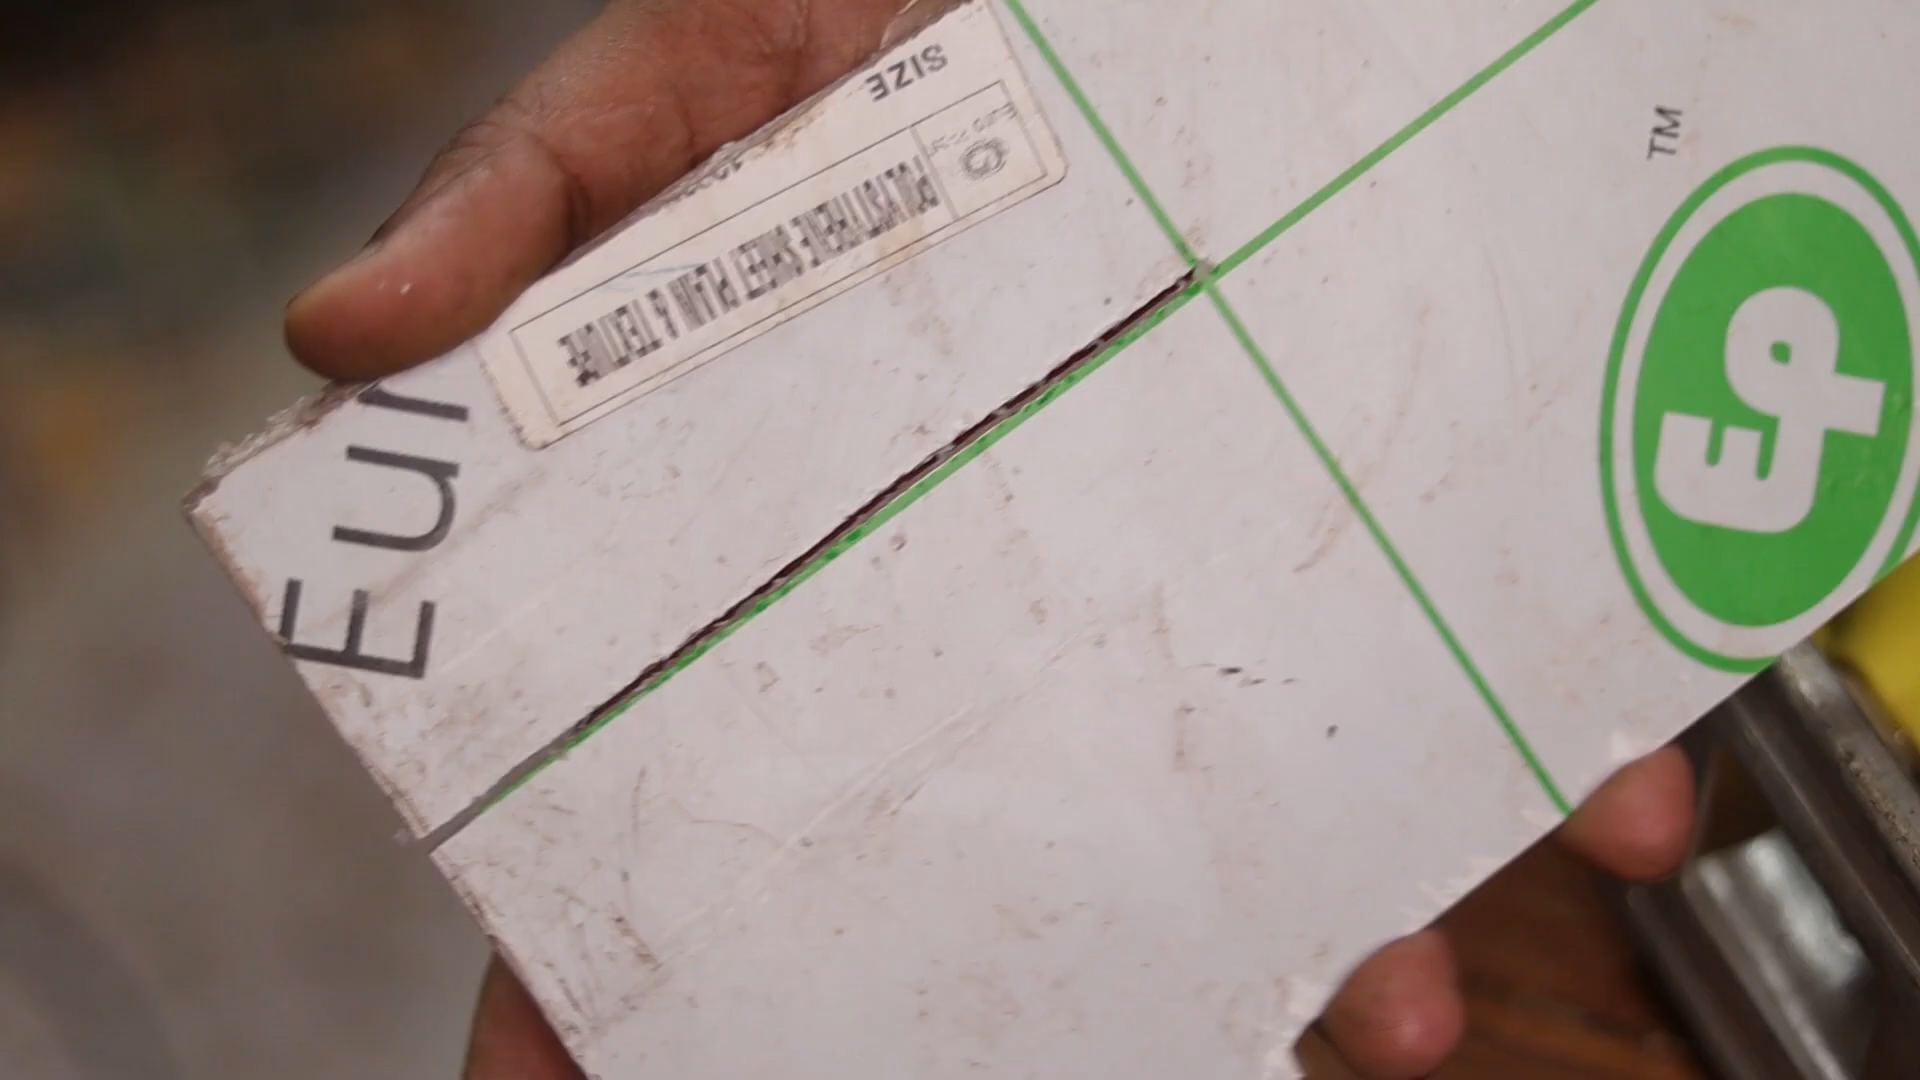 SIZE
POLYSTYRENE SHEET PLAIN & TEXTURE
Eur
TM
EP